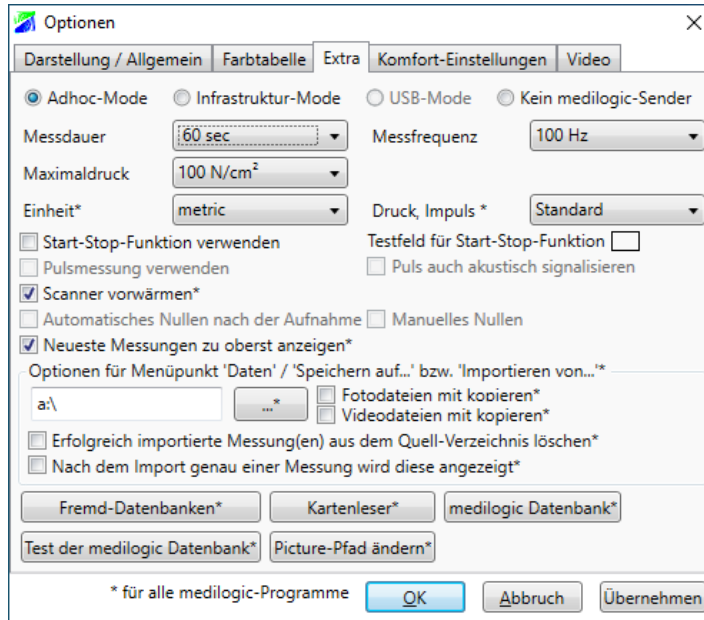 Optionen
Darstellung / Allgemein Farbtabelle Extra Komfort-Einstellungen Video
Adhoc-Mode Infrastruktur-Mode USB-Mode Kein medilogic-Sender
Messdauer 60 sec Messfrequenz 100 Hz
Maximaldruck 100 N/cm²
Einheit* metric Druck, Impuls * Standard
Start-Stop-Funktion verwenden Testfeld für Start-Stop-Funktion
Pulsmessung verwenden Puls auch akustisch signalisieren
Scanner vorwärmen*
Automatisches Nullen nach der Aufnahme Manuelles Nullen
Neueste Messungen zu oberst anzeigen*
Optionen für Menüpunkt 'Daten' / 'Speichern auf...' bzw. 'Importieren von...'*
a:\ ...* Fotodateien mit kopieren*
Videodateien mit kopieren*
Erfolgreich importierte Messung(en) aus dem Quell-Verzeichnis löschen*
Nach dem Import genau einer Messung wird diese angezeigt*
Fremd-Datenbanken* Kartenleser* medilogic Datenbank*
Test der medilogic Datenbank* Picture-Pfad ändern*
* für alle medilogic-Programme OK Abbruch Übernehmen